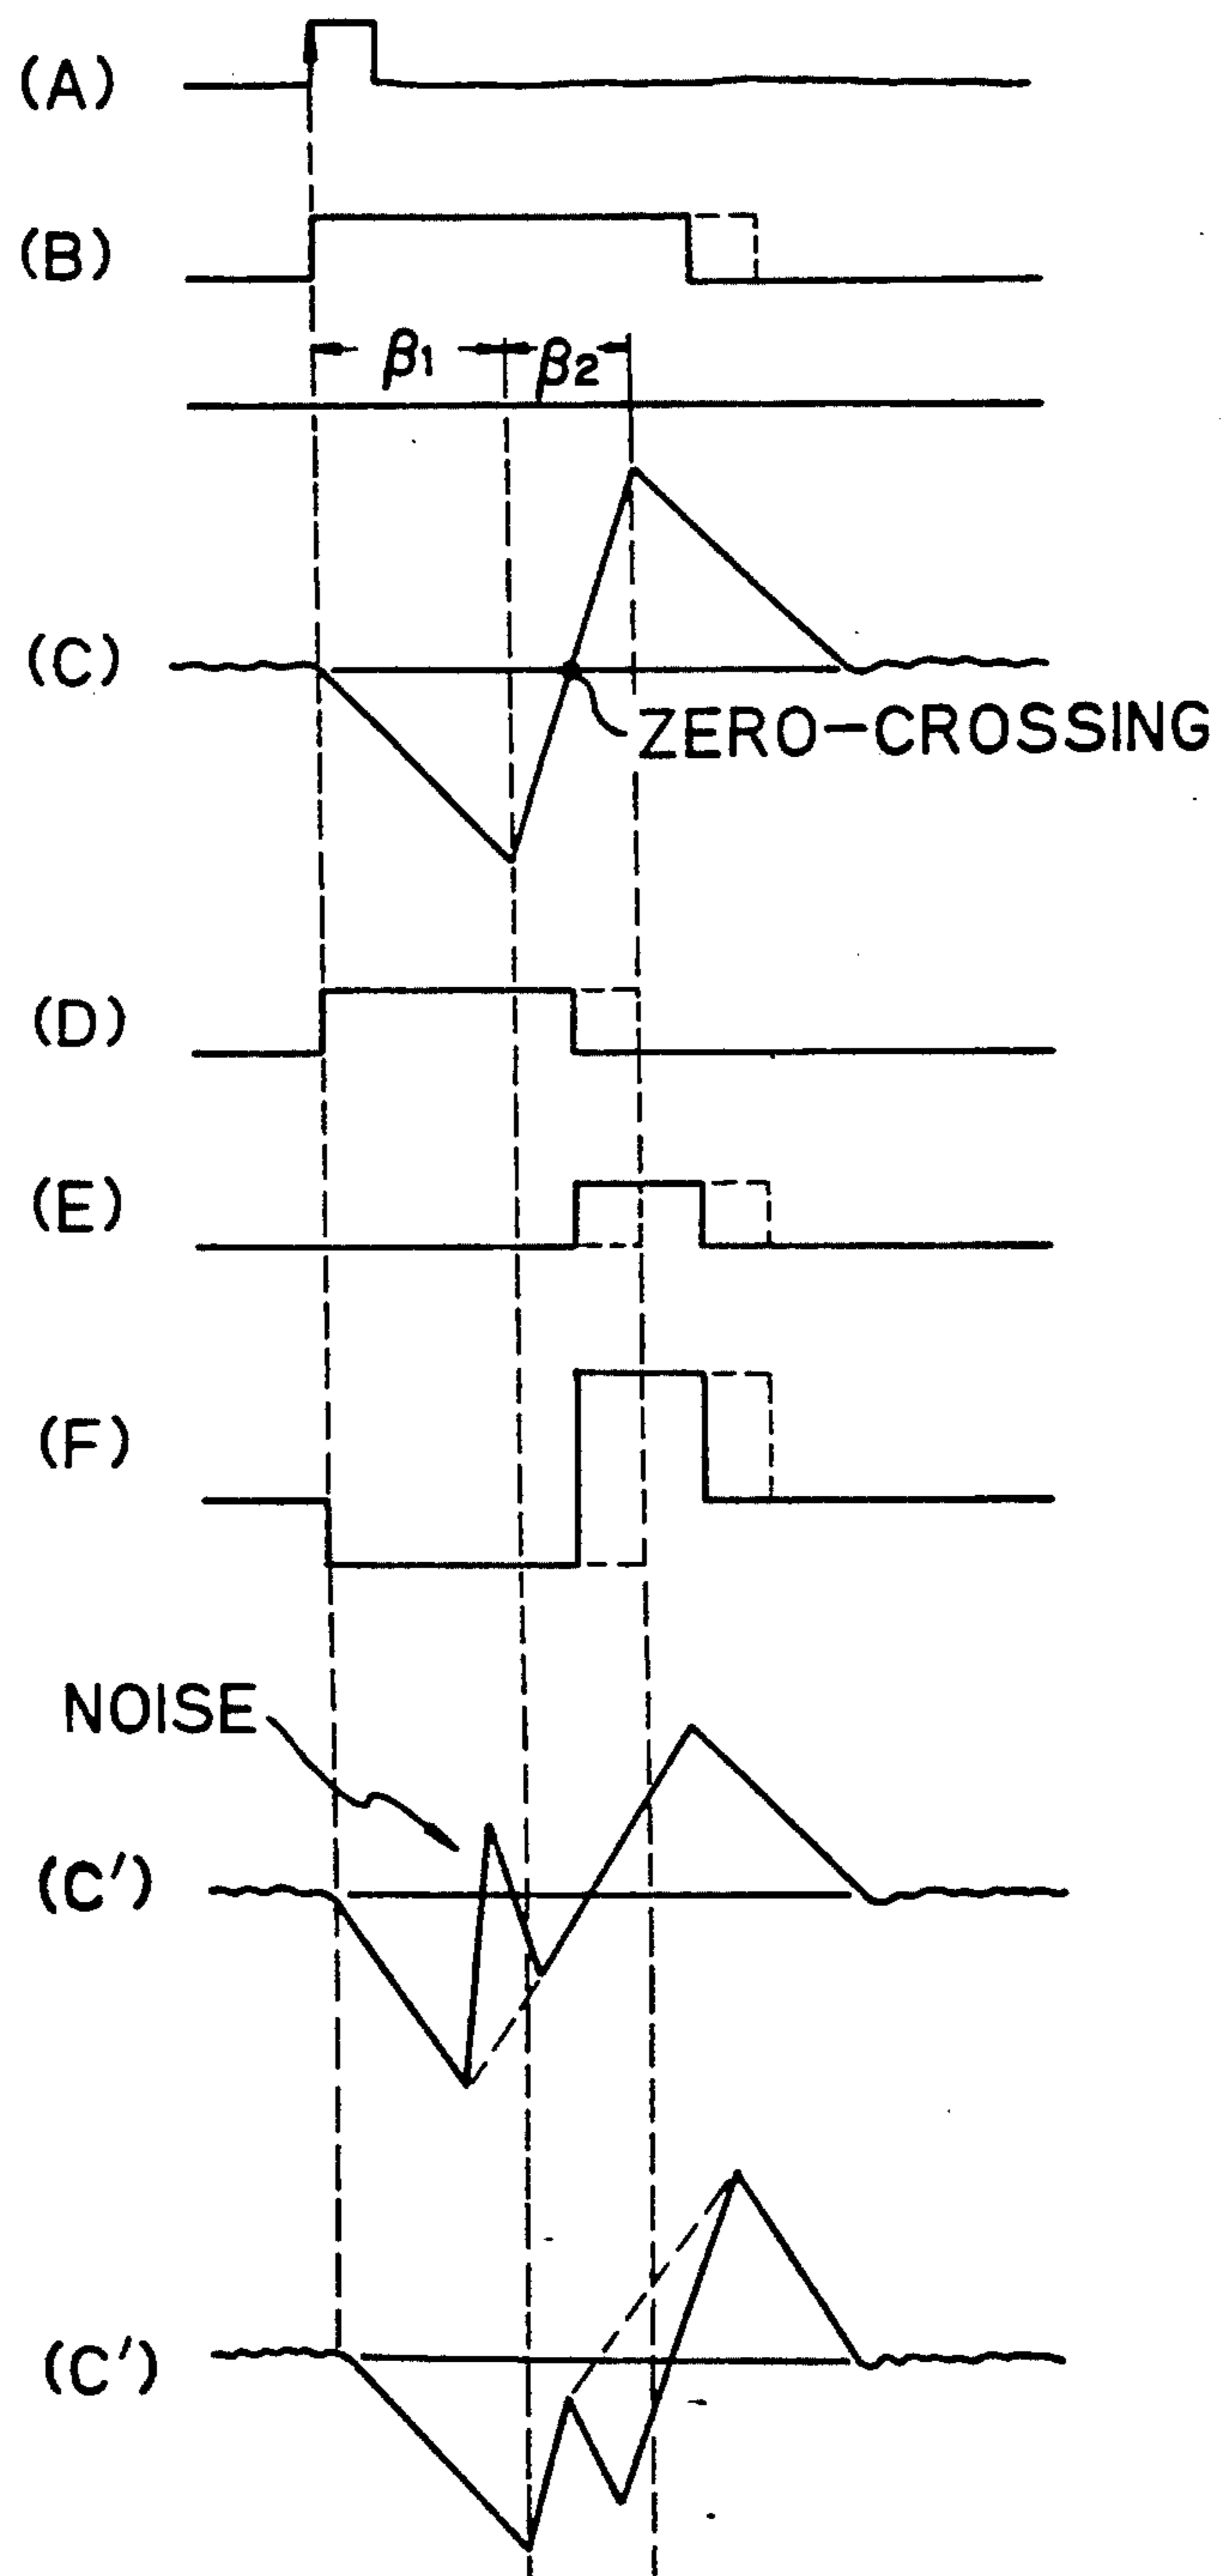 (A)
(B)
β1 β2
(C)
ZERO-CROSSING
(D)
(E)
(F)
NOISE
(C')
(C')